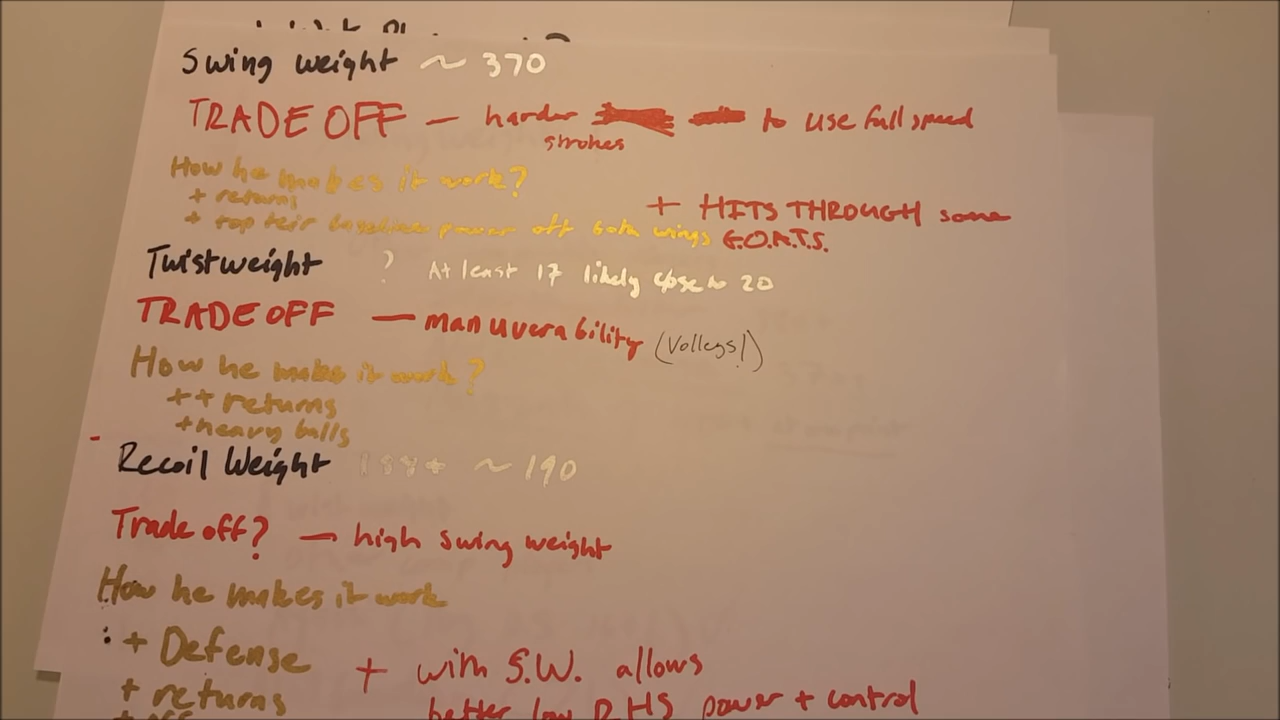 Swing weight ~ 370
TRADE OFF — harder to use full speed
strokes
How he makes it work?
+ returns
+ HITS THROUGH some
+ top teir baseline power off both wings G.O.A.T.S.
Twistweight ? At least 17 likely close to 20
TRADE OFF — manuverability (Volleys!)
How he makes it work?
++ returns
+heavy balls
Recoil Weight 188+ ~ 190
Trade off? — high swing weight
How he makes it work
: + Defense
+ with S.W. allows
+ returns
better low RHS power + control